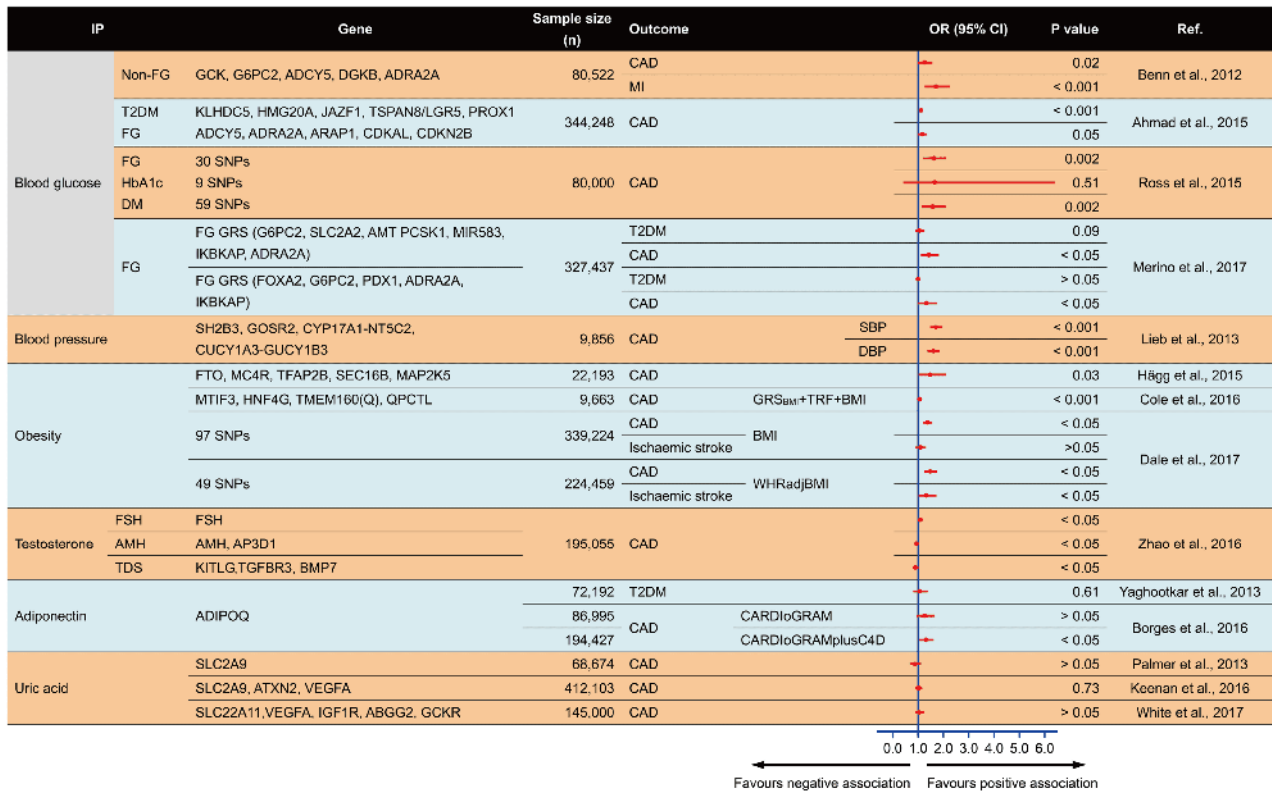 IP Gene Sample size (n) Outcome OR (95% CI) P value Ref.
Blood glucose
Non-FG GCK, G6PC2, ADCY5, DGKB, ADRA2A 80,522 CAD 0.02 Benn et al., 2012
MI < 0.001
T2DM KLHDC5, HMG20A, JAZF1, TSPAN8/LGR5, PROX1 344,248 CAD < 0.001 Ahmad et al., 2015
FG ADCY5, ADRA2A, ARAP1, CDKAL, CDKN2B 0.05
FG 30 SNPs 0.002
HbA1c 9 SNPs 80,000 CAD 0.51 Ross et al., 2015
DM 59 SNPs 0.002
FG
FG GRS (G6PC2, SLC2A2, AMT PCSK1, MIR583, T2DM 0.09
IKBKAP, ADRA2A) CAD < 0.05
327,437 Merino et al., 2017
FG GRS (FOXA2, G6PC2, PDX1, ADRA2A, T2DM > 0.05
IKBKAP) CAD < 0.05
Blood pressure
SH2B3, GOSR2, CYP17A1-NT5C2, 9,856 CAD SBP < 0.001 Lieb et al., 2013
CUCY1A3-GUCY1B3 DBP < 0.001
Obesity
FTO, MC4R, TFAP2B, SEC16B, MAP2K5 22,193 CAD 0.03 Hägg et al., 2015
MTIF3, HNF4G, TMEM160(Q), QPCTL 9,663 CAD GRSBMI+TRF+BMI < 0.001 Cole et al., 2016
97 SNPs 339,224 CAD BMI < 0.05
Ischaemic stroke >0.05
Dale et al., 2017
49 SNPs 224,459 CAD WHRadjBMI < 0.05
Ischaemic stroke < 0.05
Testosterone
FSH FSH < 0.05
AMH AMH, AP3D1 195,055 CAD < 0.05 Zhao et al., 2016
TDS KITLG,TGFBR3, BMP7 < 0.05
Adiponectin ADIPOQ
72,192 T2DM 0.61 Yaghootkar et al., 2013
86,995 CAD CARDIoGRAM > 0.05 Borges et al., 2016
194,427 CARDIoGRAMplusC4D < 0.05
Uric acid
SLC2A9 68,674 CAD > 0.05 Palmer et al., 2013
SLC2A9, ATXN2, VEGFA 412,103 CAD 0.73 Keenan et al., 2016
SLC22A11,VEGFA, IGF1R, ABGG2, GCKR 145,000 CAD > 0.05 White et al., 2017
0.0 1.0 2.0 3.0 4.0 5.0 6.0
Favours negative association Favours positive association